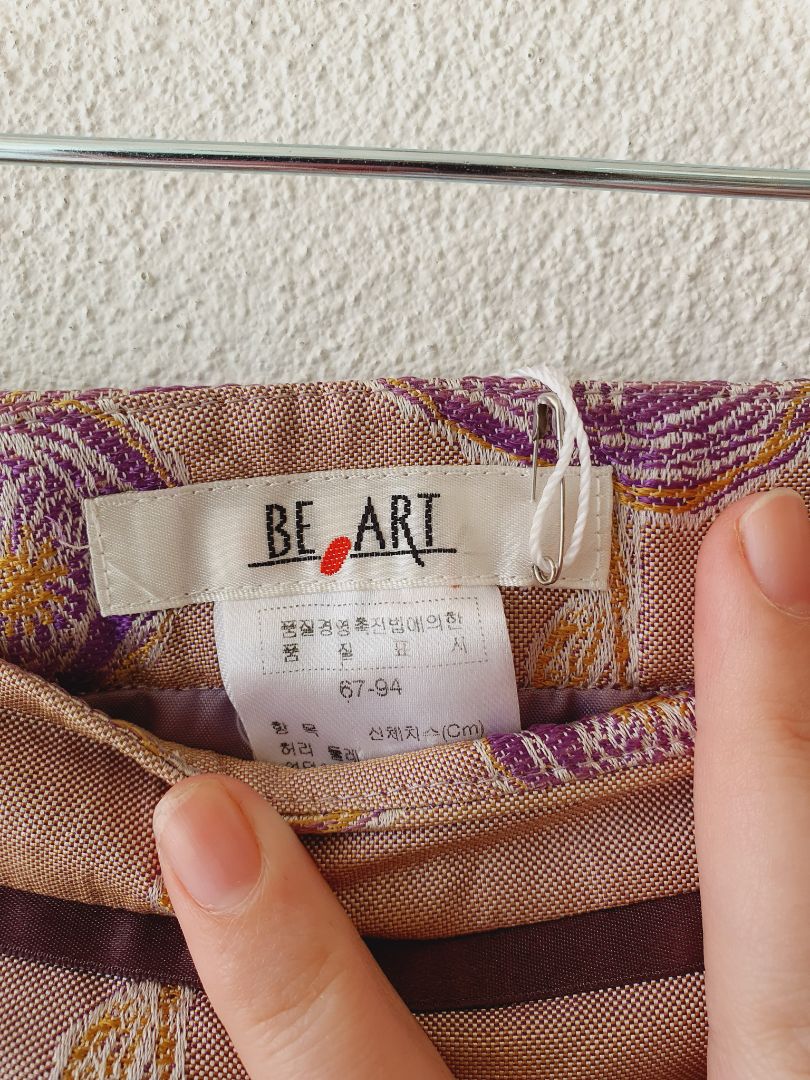 BE ART
품질경영촉진법에의한
품 질 표 시
67-94
항 목 신체치수(Cm)
허리 둘레